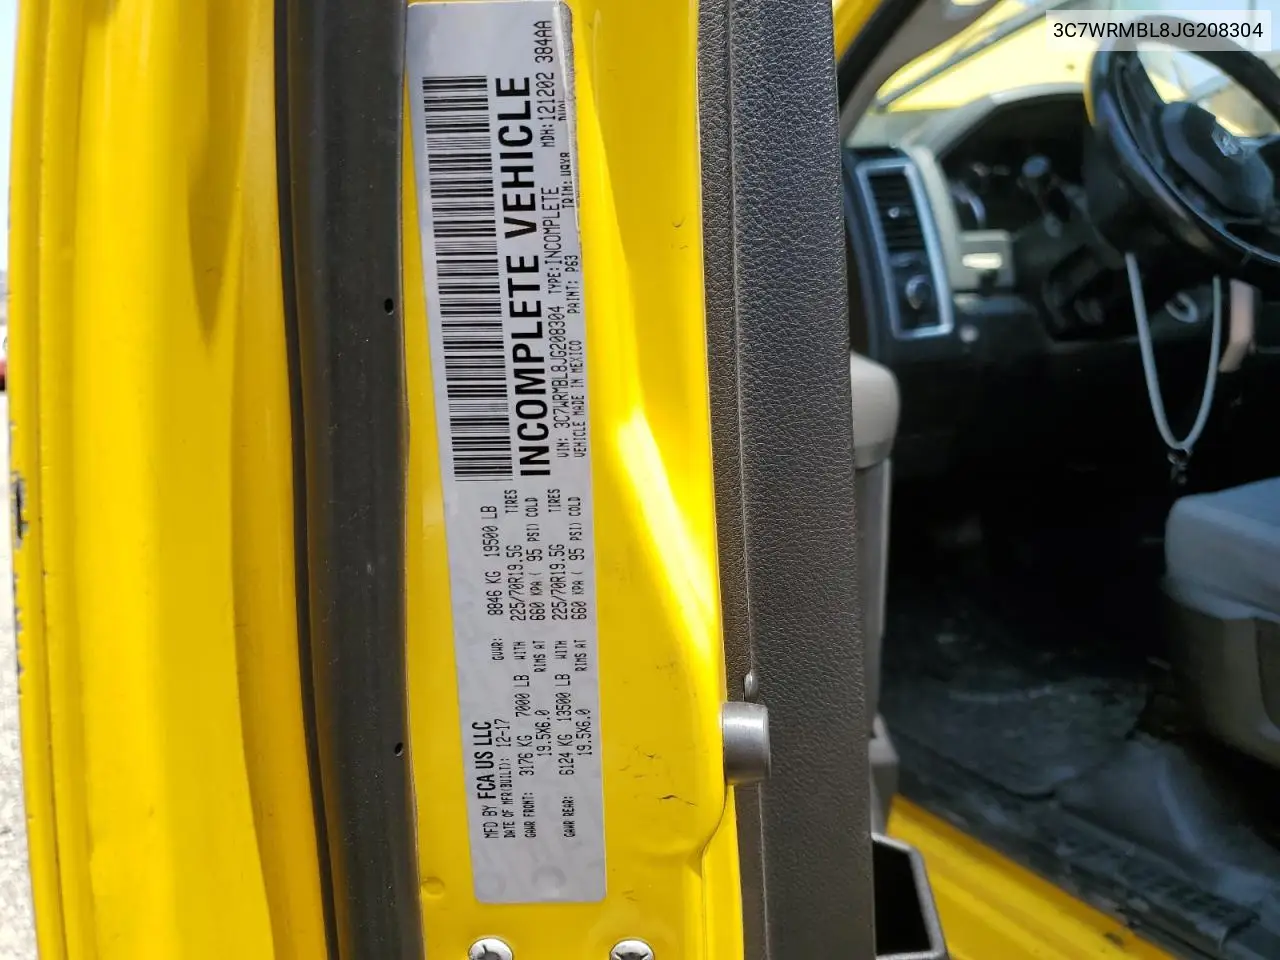 3C7WRMBL8JG208304
MFD BY FCA US LLC
DATE OF MFR(BUILT): 12-17
GVWR: 8846 KG 19500 LB
GAWR FRONT: 3176 KG 7000 LB WITH 225/70R19.5G TIRES
19.5X6.0 RIMS AT 660 KPA ( 95 PSI) COLD
GAWR REAR: 6124 KG 13500 LB WITH 225/70R19.5G TIRES
19.5X6.0 RIMS AT 660 KPA ( 95 PSI) COLD
INCOMPLETE VEHICLE
MDH: 121202 384AA
VIN: 3C7WRMBL8JG208304 TYPE: INCOMPLETE
VEHICLE MADE IN MEXICO PAINT: P63 TRIM: